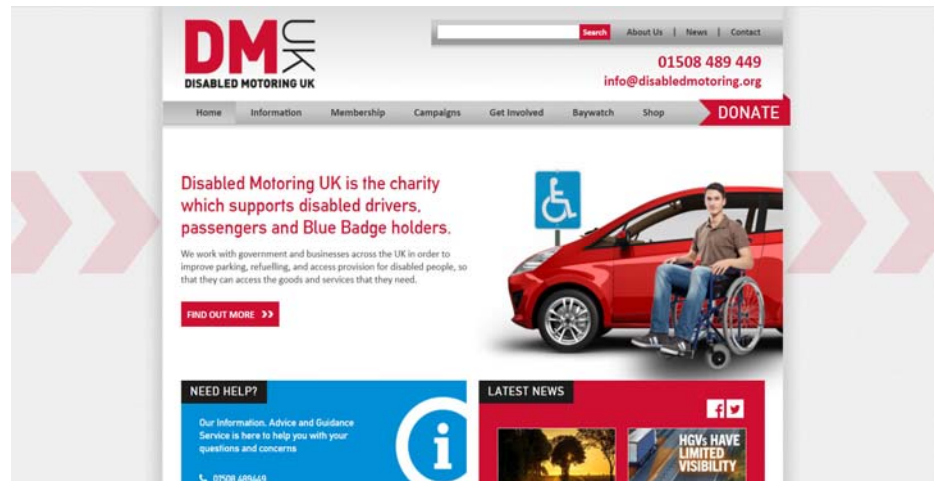 DM UK
DISABLED MOTORING UK
Search
About Us | News | Contact
01508 489 449
info@disabledmotoring.org
Home Information Membership Campaigns Get Involved Baywatch Shop DONATE
Disabled Motoring UK is the charity
which supports disabled drivers,
passengers and Blue Badge holders.
We work with government and businesses across the UK in order to
improve parking, refuelling, and access provision for disabled people, so
that they can access the goods and services that they need.
FIND OUT MORE >>
NEED HELP?
Our Information, Advice and Guidance
Service is here to help you with your
questions and concerns
01508 489449
i
LATEST NEWS
HGVs HAVE
LIMITED
VISIBILITY